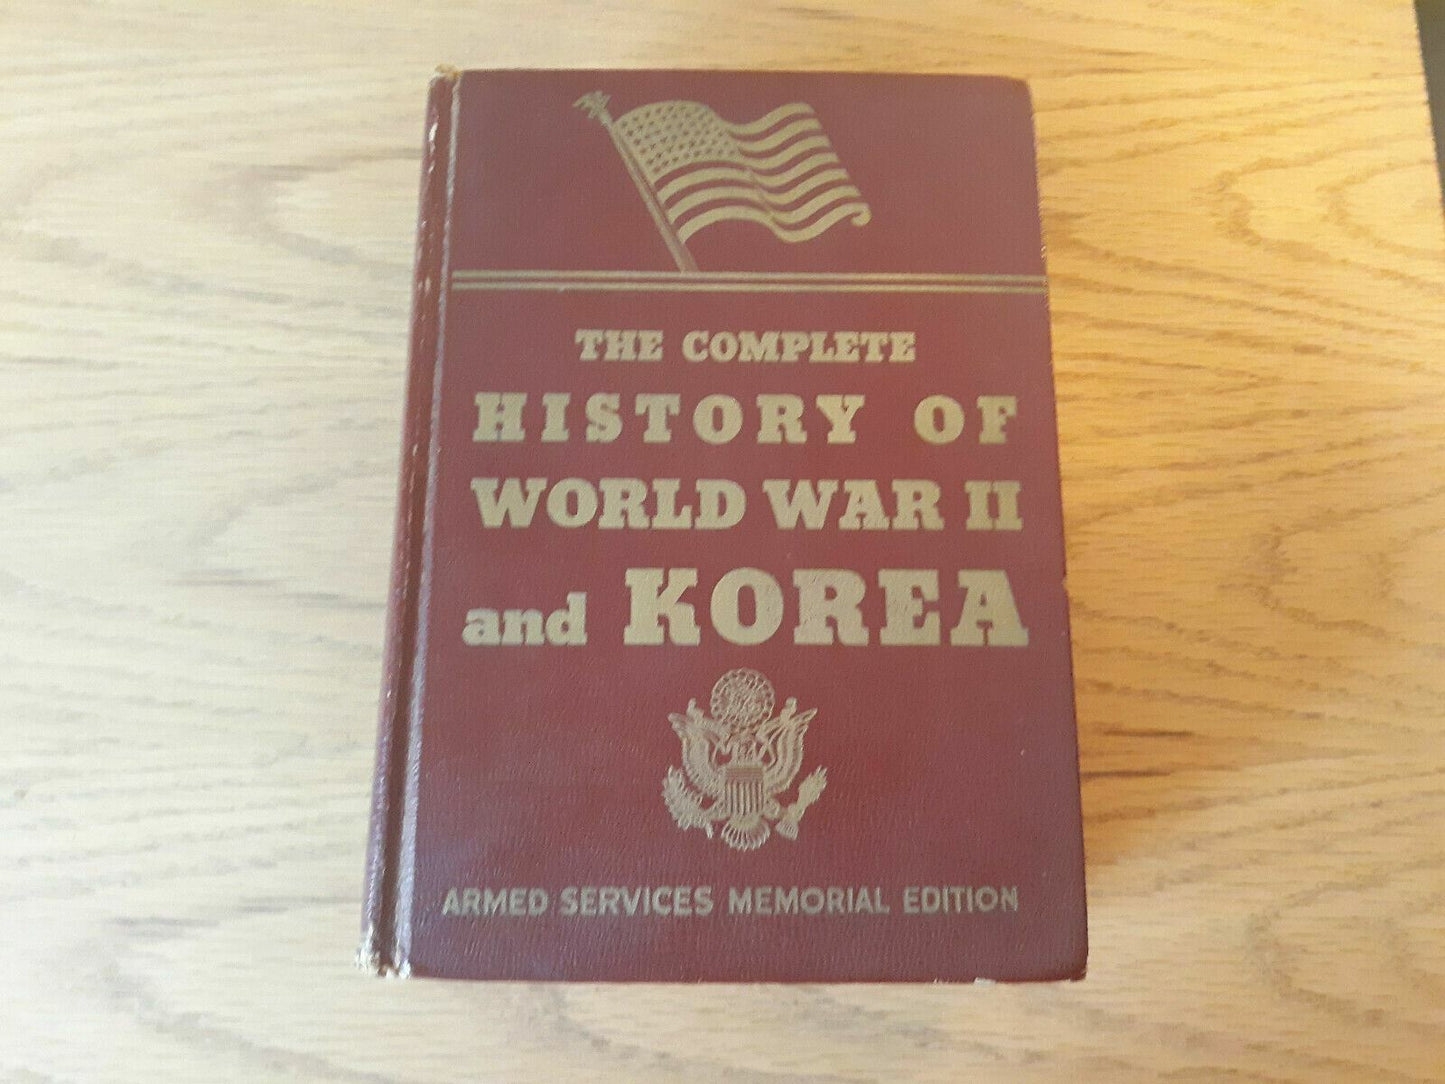 THE COMPLETE
HISTORY OF
WORLD WAR II
and KOREA
ARMED SERVICES MEMORIAL EDITION